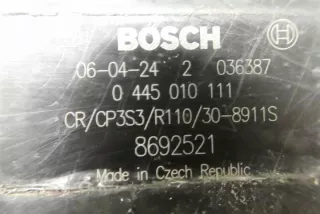 BOSCH
06-04-24 2 036387
0 445 010 111
CR/CP3S3/R110/30-8911S
8692521
Made in Czech Republic